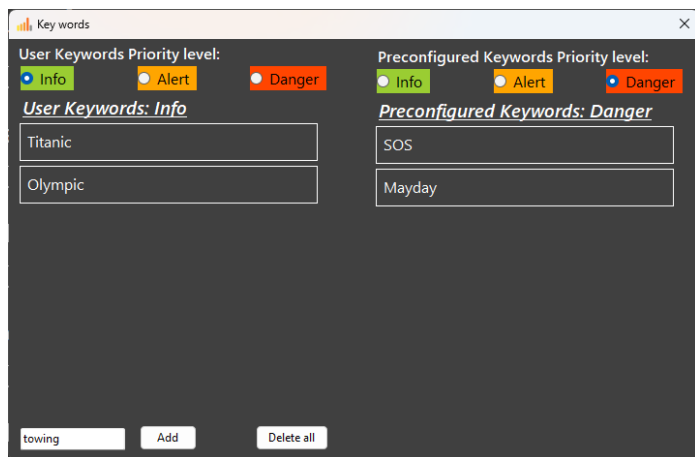 Key words
User Keywords Priority level:
Info
Alert
Danger
User Keywords: Info
Titanic
Olympic
towing
Add
Delete all
Preconfigured Keywords Priority level:
Info
Alert
Danger
Preconfigured Keywords: Danger
SOS
Mayday